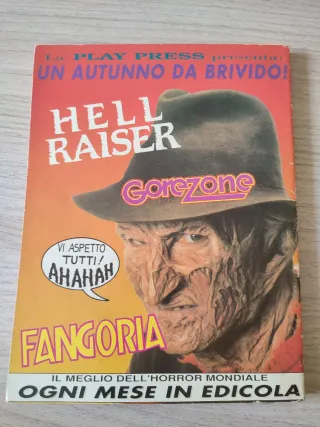 La PLAY PRESS presenta:
UN AUTUNNO DA BRIVIDO!
HELL
RAISER
GOREZONE
VI ASPETTO
TUTTI!
AHAHAH
FANGORIA
IL MEGLIO DELL'HORROR MONDIALE
OGNI MESE IN EDICOLA